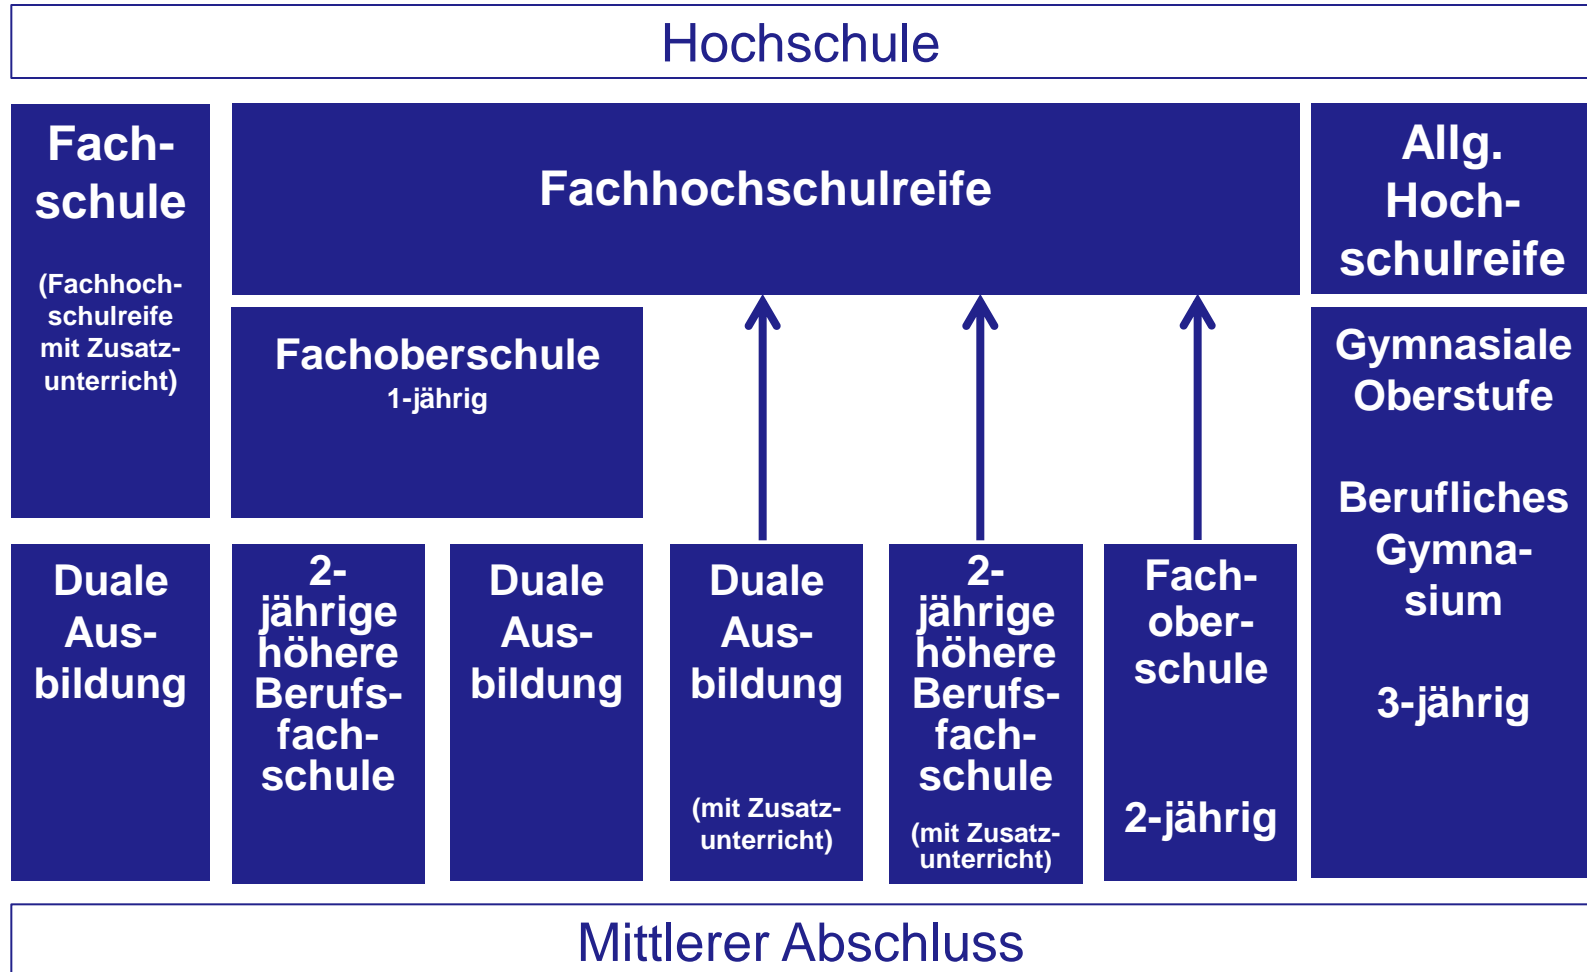 Hochschule
Fach-
schule
(Fachhoch-
schulreife
mit Zusatz-
unterricht)
Fachhochschulreife
Allg.
Hoch-
schulreife
Fachoberschule
1-jährig
Gymnasiale
Oberstufe
Berufliches
Gymna-
sium
3-jährig
Duale
Aus-
bildung
2-
jährige
höhere
Berufs-
fach-
schule
Duale
Aus-
bildung
Duale
Aus-
bildung
(mit Zusatz-
unterricht)
2-
jährige
höhere
Berufs-
fach-
schule
(mit Zusatz-
unterricht)
Fach-
ober-
schule
2-jährig
Mittlerer Abschluss